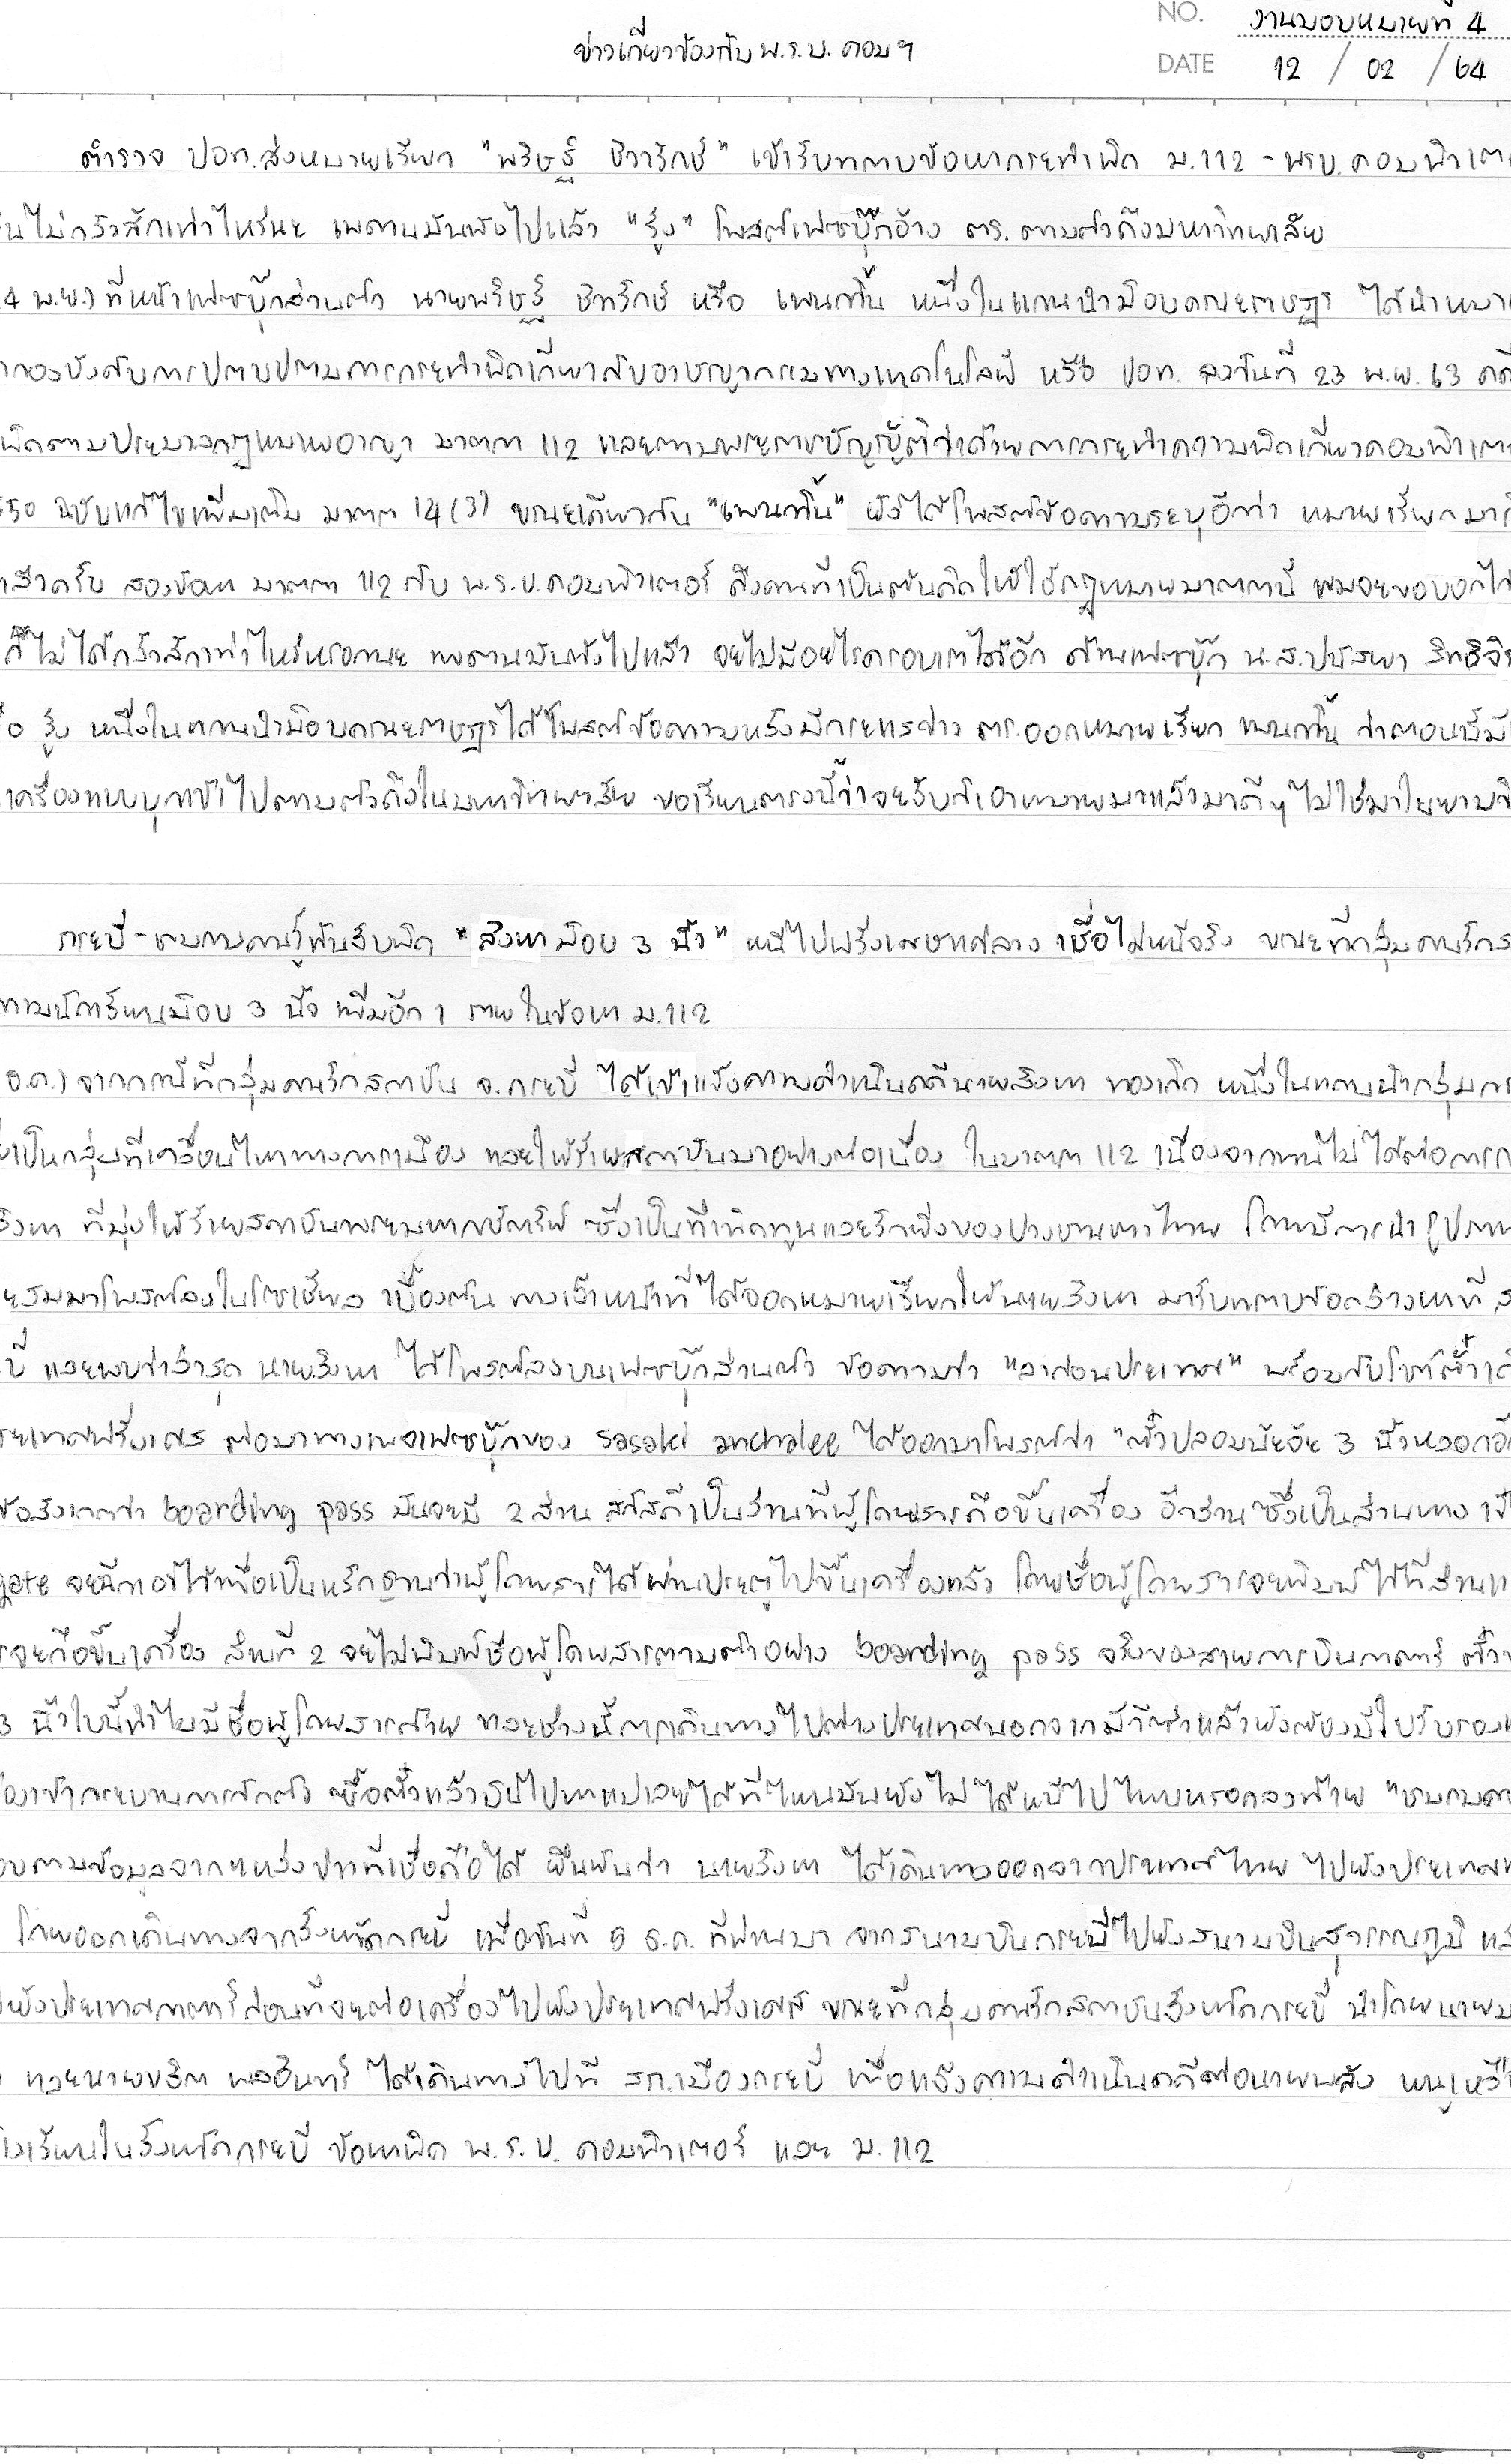 NO. งานมอบหมายที่ 4
ข่าวเกี่ยวข้องกับ พ.ร.บ. คอมฯ
DATE 12 / 02 / 64
ตำรวจ ปอท.ส่งหมายเรียก "พริษฐ์ ชิวารักษ์" เข้ารับทราบข้อหากระทำผิด ม.112 - พรบ.คอมพิวเตอ
ไม่กลัวสักเท่าไหร่นะ เพดานมันพังไปแล้ว "รุ้ง" โพสต์เฟซบุ๊กอ้าง ตร.ตามตัวถึงมหาวิทยาลัย
4 พ.ย.) ที่หน้าเฟซบุ๊กส่วนตัว นายพริษฐ์ ชิวารักษ์ หรือ เพนกวิ้น หนึ่งในแกนนำม็อบคณะราษฎร ได้นำหมาย
กองบังคับการปราบปรามการกระทำผิดเกี่ยวกับอาชญากรรมทางเทคโนโลยี หรือ ปอท. ลงวันที่ 23 พ.ย. 63 คดี
ผิดตามประมวลกฎหมายอาญา มาตรา 112 และตามพระราชบัญญัติว่าด้วยการกระทำความผิดเกี่ยวคอมพิวเตอ
550 ฉบับแก้ไขเพิ่มเติม มาตรา 14 (3) ขณะเดียวกัน "เพนกวิ้น" ยังได้โพสต์ข้อความระบุอีกว่า หมายเรียก มา
แล้วครับ สองข้อหา มาตรา 112 กับ พ.ร.บ.คอมพิวเตอร์ ถึงคนที่เป็นต้นคิดให้ใช้กฎหมายมาตรานี้ ผมอยากขอบอกไว้
ก็ไม่ได้กลัวสักเท่าไหร่หรอกนะ เพดานมันพังไปแล้ว จะไม่มีอะไรครอบเราได้อีก ด้านเฟซบุ๊ก น.ส.ปนัสยา สิทธิจิร
รุ้ง หนึ่งในแกนนำม็อบคณะราษฎรได้โพสต์ข้อความหลังมีกระแสข่าว ตร.ออกหมายเรียก เพนกวิ้น ว่าตอนนี้มี
เครื่องแบบบุกเข้าไปตามตัวถึงในมหาวิทยาลัย ขอเรียนตรงนี้ว่าจะจับก็เอาหมายมาแล้วมาดีๆ ไม่ใช่มาในยามวิ
กระบี่ - ชมรมคนรู้ทันจับผิด "สิงหา ม็อบ 3 นิ้ว" หนีไปฝรั่งเศสแถลง เชื่อไม่หนีจริง ขณะที่กลุ่มคนรักส
ความนักเรียนม็อบ 3 นิ้ว เพิ่มอีก 1 ราย ในข้อหา ม.112
ธ.ค.) จากกรณีที่กลุ่มคนรักสถาบัน จ.กระบี่ ได้เข้าแจ้งความดำเนินคดีนายสิงหา ทองเกิด หนึ่งในแกนนำกลุ่มกร
เป็นกลุ่มที่เคลื่อนไหวทางการเมือง และให้ร้ายสถาบันมาอย่างต่อเนื่อง ในมาตรา 112 เนื่องจากทนไม่ได้ต่อการก
สิงหา ที่มุ่งให้ร้ายสถาบันพระมหากษัตริย์ ซึ่งเป็นที่เทิดทูนและรักยิ่งของปวงชนชาวไทย โดยมีการนำรูปภาพ
สมมาโพสต์ลงในโซเชียล เบื้องต้น ทางเจ้าหน้าที่ได้ออกหมายเรียกให้นายสิงหา มารับทราบข้อกล่าวหาที่ ส
บี่ และพบว่าล่าสุด นายสิงหา ได้โพสต์ลงบนเฟซบุ๊กส่วนตัว ข้อความว่า "ลาก่อนประเทศ" พร้อมกับโชว์ตั๋ว
ประเทศฝรั่งเศส ต่อมาทางเพจเฟซบุ๊กของ sasaki anchalee ได้ออกมาโพสต์ว่า "ตั๋วปลอมนี่จ้ะ 3 นิ้วหลอกอี
ข้อสังเกตว่า boarding pass มันจะมี 2 ส่วน สลิสต์เป็นส่วนที่ผู้โดยสารถือขึ้นเครื่อง อีกส่วนซึ่งเป็นส่วนทาง เจ้
gate จะฉีกเอาไว้เพื่อเป็นหลักฐานว่าผู้โดยสารได้ผ่านประตูไปขึ้นเครื่องแล้ว โดยชื่อผู้โดยสารจะพิมพ์ไว้ที่ส่วนแ
จะถือขึ้นเครื่อง ส่วนที่ 2 จะไม่พิมพ์ชื่อผู้โดยสารตามตัวอย่าง boarding pass จริงของสายการบินกาตาร์ ตั๋ว
3 นิ้วใบนี้ทำไมมีชื่อผู้โดยสารด้วย และช่วงนี้การเดินทางไปต่างประเทศนอกจากมีวีซ่าแล้วยังต้องมีใบรับรอง
ต้องเข้ากระบวนการกักตัว ซื้อตั๋วแล้วบินไปหาแปะเลยได้ที่ไหนมันยังไม่ได้หนีไปไหนหรอกลงท้าย "ชมรมคน
สอบถามข้อมูลจากแหล่งข่าวที่เชื่อถือได้ ยืนยันว่า นายสิงหา ได้เดินทางออกจากประเทศไทย ไปยังประเทศ
โดยออกเดินทางจากจังหวัดกระบี่ เมื่อวันที่ 5 ธ.ค. ที่ผ่านมา จากสนามบินกระบี่ไปยังสนามบินสุวรรณภูมิ แล
ยังประเทศกาตาร์ก่อนที่จะต่อเครื่องไปยังประเทศฝรั่งเศส ขณะที่กลุ่มคนรักสถาบันจังหวัดกระบี่ นำโดยนาย
และนายชลิต พลอินทร์ ได้เดินทางไปที่ สภ.เมืองกระบี่ เพื่อแจ้งความดำเนินคดีต่อนายพลัง หนู
โรงเรียนในจังหวัดกระบี่ ข้อหาผิด พ.ร.บ. คอมพิวเตอร์ และ ม.112